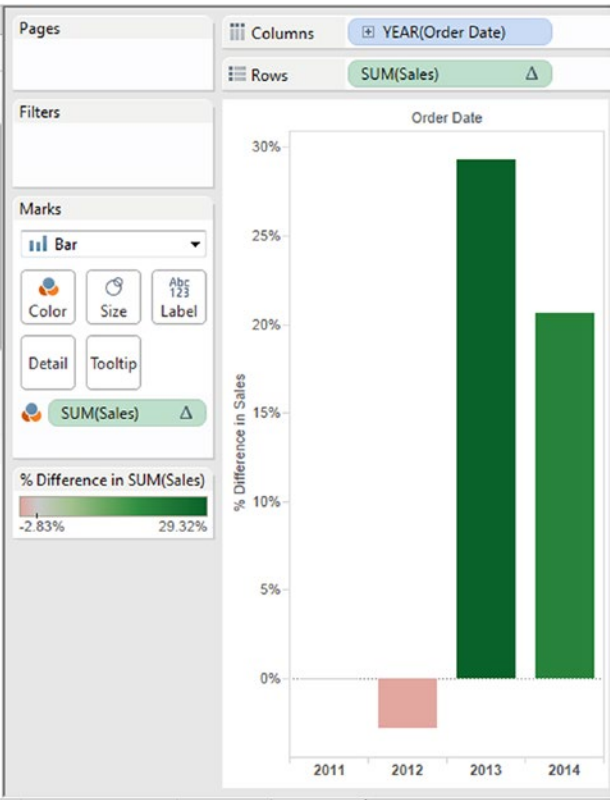 Pages
Columns
YEAR(Order Date)
Rows
SUM(Sales) Δ
Filters
Marks
Bar
Color
Size
Abc
123
Label
Detail
Tooltip
SUM(Sales) Δ
% Difference in SUM(Sales)
-2.83%
29.32%
Order Date
% Difference in Sales
30%
25%
20%
15%
10%
5%
0%
2011
2012
2013
2014